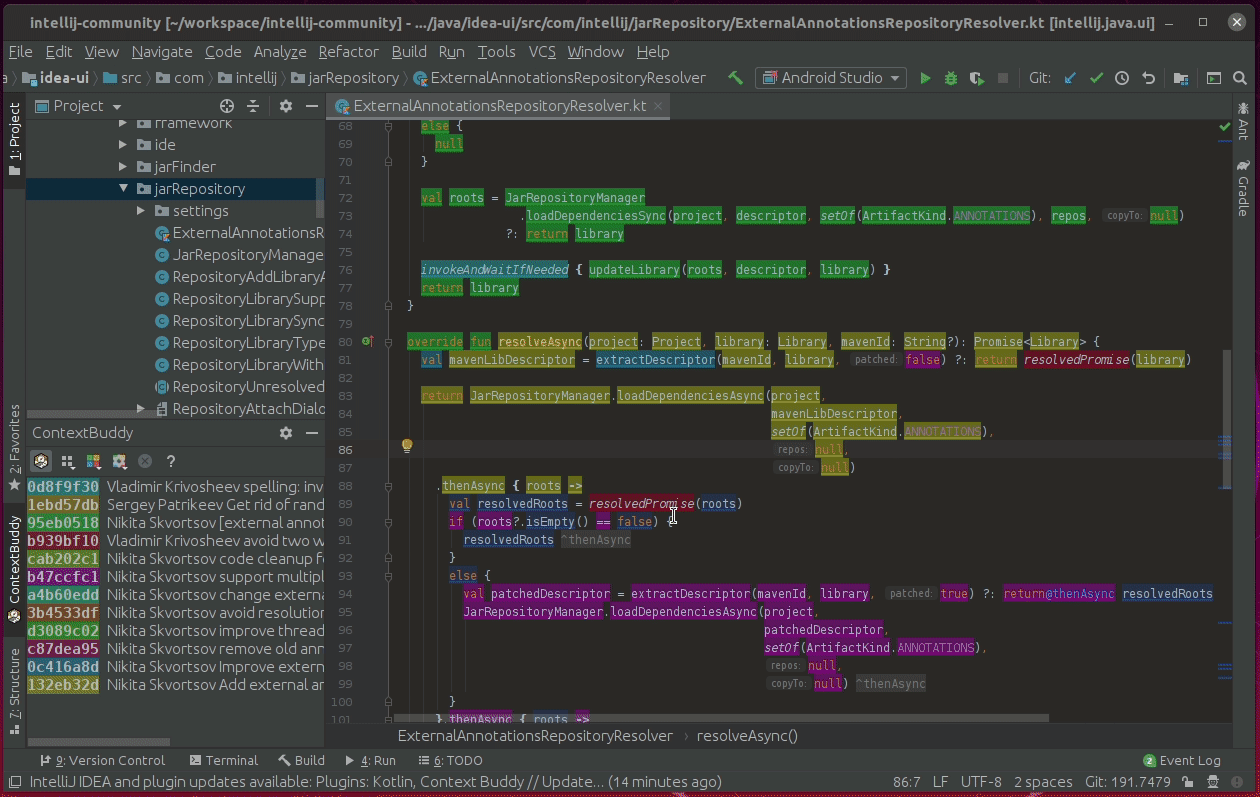 intellij-community [~/workspace/intellij-community] - .../java/idea-ui/src/com/intellij/jarRepository/ExternalAnnotationsRepositoryResolver.kt [intellij.java.ui]
File Edit View Navigate Code Analyze Refactor Build Run Tools VCS Window Help
a idea-ui src com intellij jarRepository ExternalAnnotationsRepositoryResolver Android Studio Git:
Project
ExternalAnnotationsRepositoryResolver.kt
1: Project
2: Favorites
ContextBuddy
Z: Structure
Ant
Gradle
framework
ide
jarFinder
jarRepository
settings
ExternalAnnotationsR
JarRepositoryManage
RepositoryAddLibraryA
RepositoryLibrarySupp
RepositoryLibrarySync
RepositoryLibraryType
RepositoryLibraryWith
RepositoryUnresolved
RepositoryAttachDialo
ContextBuddy
?
0d8f9f30 Vladimir Krivosheev spelling: inv
1ebd57db Sergey Patrikeev Get rid of rand
95eb0518 Nikita Skvortsov [external annot
b939bf10 Vladimir Krivosheev avoid two w
cab202c1 Nikita Skvortsov code cleanup f
b47ccfc1 Nikita Skvortsov support multipl
a4b60edd Nikita Skvortsov change externa
3b4533df Nikita Skvortsov avoid resolution
d3089c02 Nikita Skvortsov improve thread
c87dea95 Nikita Skvortsov remove old ann
0c416a8d Nikita Skvortsov Improve extern
132eb32d Nikita Skvortsov Add external an
68 else {
69 null
70 }
71
72 val roots = JarRepositoryManager
73 .loadDependenciesSync(project, descriptor, setOf(ArtifactKind.ANNOTATIONS), repos, copyTo: null)
74 ?: return library
75
76 invokeAndWaitIfNeeded { updateLibrary(roots, descriptor, library) }
77 return library
78 }
79
80 override fun resolveAsync(project: Project, library: Library, mavenId: String?): Promise<Library> {
81 val mavenLibDescriptor = extractDescriptor(mavenId, library, patched: false) ?: return resolvedPromise(library)
82
83 return JarRepositoryManager.loadDependenciesAsync(project,
84 mavenLibDescriptor,
85 setOf(ArtifactKind.ANNOTATIONS),
86 repos: null,
87 copyTo: null)
88 .thenAsync { roots ->
89 val resolvedRoots = resolvedPromise(roots)
90 if (roots?.isEmpty() == false) {
91 resolvedRoots ^thenAsync
92 }
93 else {
94 val patchedDescriptor = extractDescriptor(mavenId, library, patched: true) ?: return@thenAsync resolvedRoots
95 JarRepositoryManager.loadDependenciesAsync(project,
96 patchedDescriptor,
97 setOf(ArtifactKind.ANNOTATIONS),
98 repos: null,
99 copyTo: null) ^thenAsync
100 }
101 }.thenAsync { roots ->
ExternalAnnotationsRepositoryResolver › resolveAsync()
9: Version Control Terminal Build 4: Run 6: TODO 2 Event Log
IntelliJ IDEA and plugin updates available: Plugins: Kotlin, Context Buddy // Update... (14 minutes ago) 86:7 LF UTF-8 2 spaces Git: 191.7479